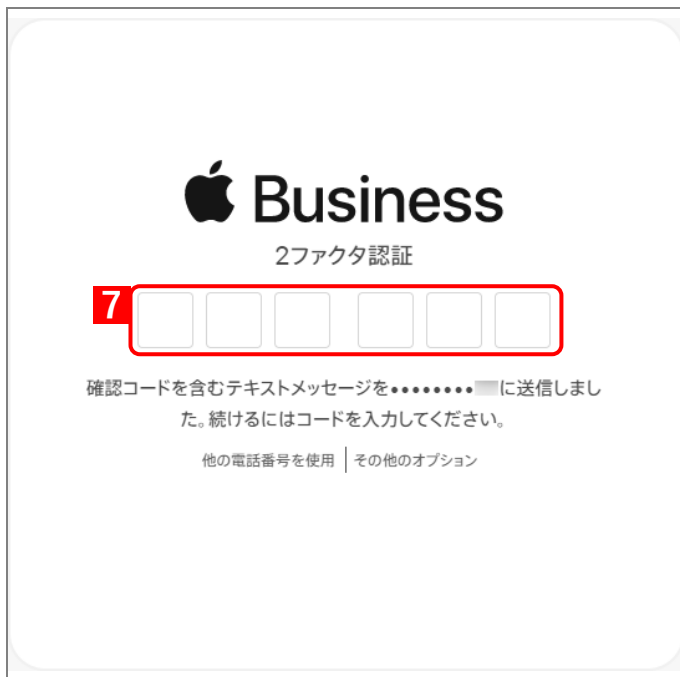 Business
2ファクタ認証
7
確認コードを含むテキストメッセージを••••••••に送信しまし
た。続けるにはコードを入力してください。
他の電話番号を使用 | その他のオプション